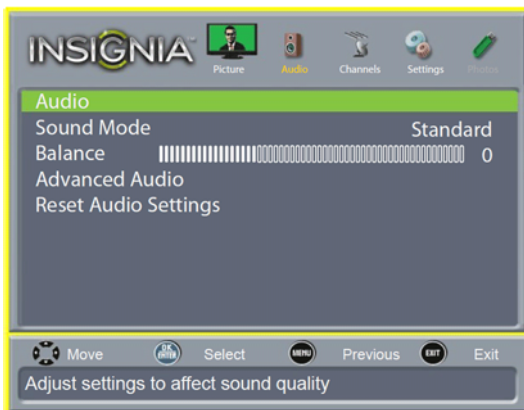 INSIGNIA
Picture Audio Channels Settings Photos
Audio
Sound Mode Standard
Balance 0
Advanced Audio
Reset Audio Settings
Move OK ENTER Select MENU Previous EXIT Exit
Adjust settings to affect sound quality